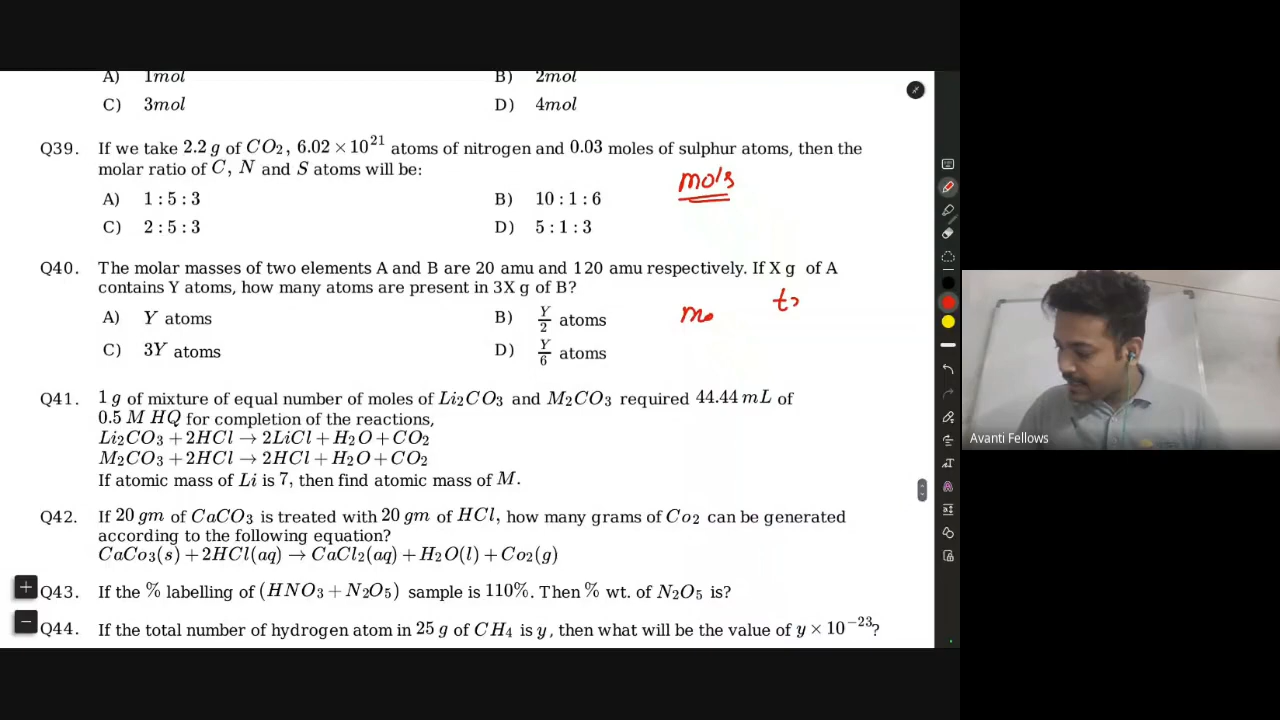 A) 1mol B) 2mol
C) 3mol D) 4mol
Q39. If we take 2.2 g of CO₂, 6.02 × 10²¹ atoms of nitrogen and 0.03 moles of sulphur atoms, then the
molar ratio of C, N and S atoms will be:
mols
A) 1 : 5 : 3 B) 10 : 1 : 6
C) 2 : 5 : 3 D) 5 : 1 : 3
Q40. The molar masses of two elements A and B are 20 amu and 120 amu respectively. If X g of A
contains Y atoms, how many atoms are present in 3X g of B?
A) Y atoms B) Y/2 atoms
C) 3Y atoms D) Y/6 atoms
Q41. 1 g of mixture of equal number of moles of Li₂CO₃ and M₂CO₃ required 44.44 mL of
0.5 M HQ for completion of the reactions,
Li₂CO₃ + 2HCl → 2LiCl + H₂O + CO₂
M₂CO₃ + 2HCl → 2HCl + H₂O + CO₂
If atomic mass of Li is 7, then find atomic mass of M.
Q42. If 20 gm of CaCO₃ is treated with 20 gm of HCl, how many grams of Co₂ can be generated
according to the following equation?
CaCo₃(s) + 2HCl(aq) → CaCl₂(aq) + H₂O(l) + Co₂(g)
Q43. If the % labelling of (HNO₃ + N₂O₅) sample is 110%. Then % wt. of N₂O₅ is?
Q44. If the total number of hydrogen atom in 25 g of CH₄ is y, then what will be the value of y × 10⁻²³?
Avanti Fellows